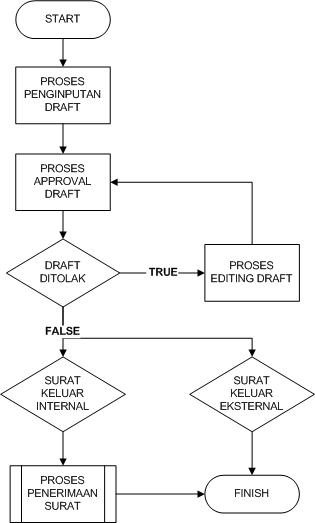 START
PROSES
PENGINPUTAN
DRAFT
PROSES
APPROVAL
DRAFT
DRAFT
DITOLAK
TRUE
PROSES
EDITING DRAFT
FALSE
SURAT
KELUAR
INTERNAL
SURAT
KELUAR
EKSTERNAL
PROSES
PENERIMAAN
SURAT
FINISH